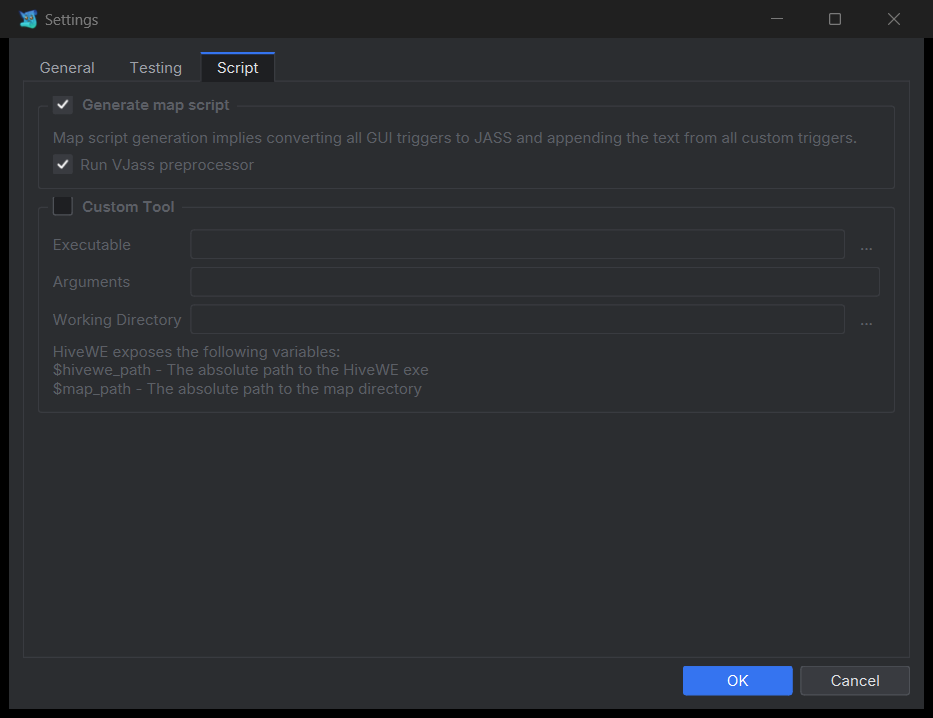 Settings
General Testing Script
Generate map script
Map script generation implies converting all GUI triggers to JASS and appending the text from all custom triggers.
Run VJass preprocessor
Custom Tool
Executable ...
Arguments
Working Directory ...
HiveWE exposes the following variables:
$hivewe_path - The absolute path to the HiveWE exe
$map_path - The absolute path to the map directory
OK Cancel